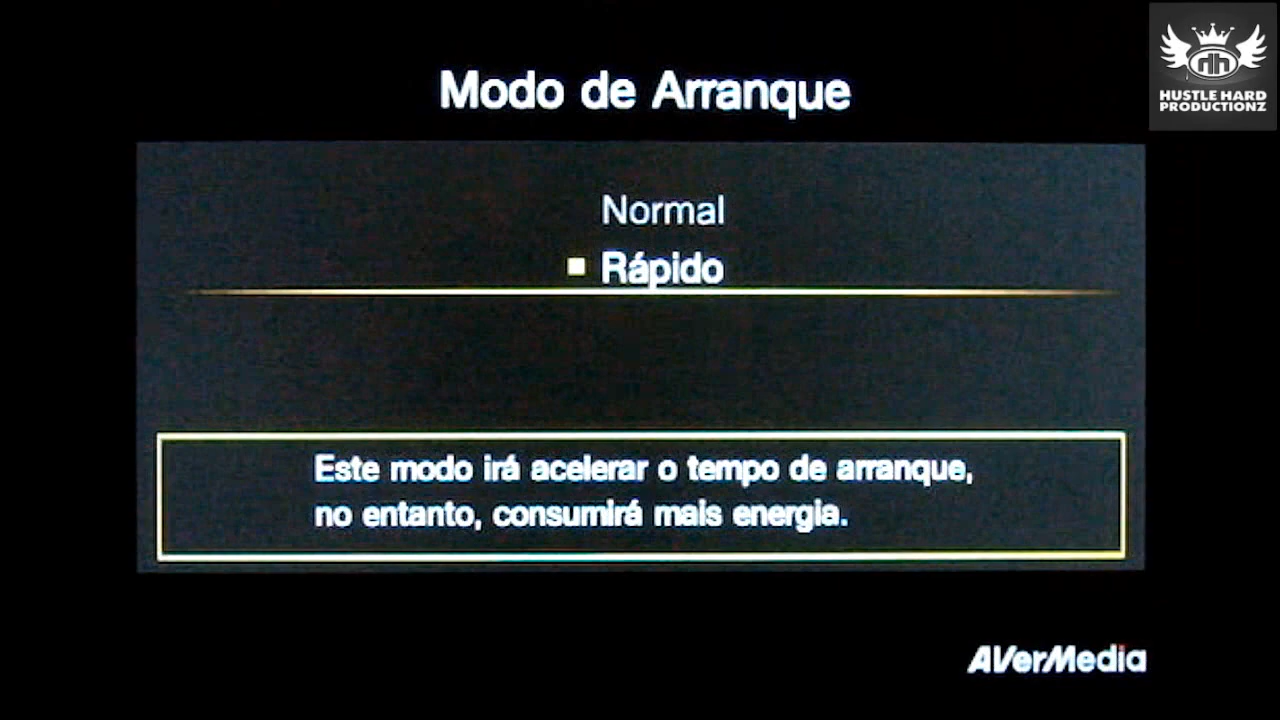 HUSTLE HARD
PRODUCTIONZ
Modo de Arranque
Normal
Rápido
Este modo irá acelerar o tempo de arranque,
no entanto, consumirá mais energia.
AVerMedia